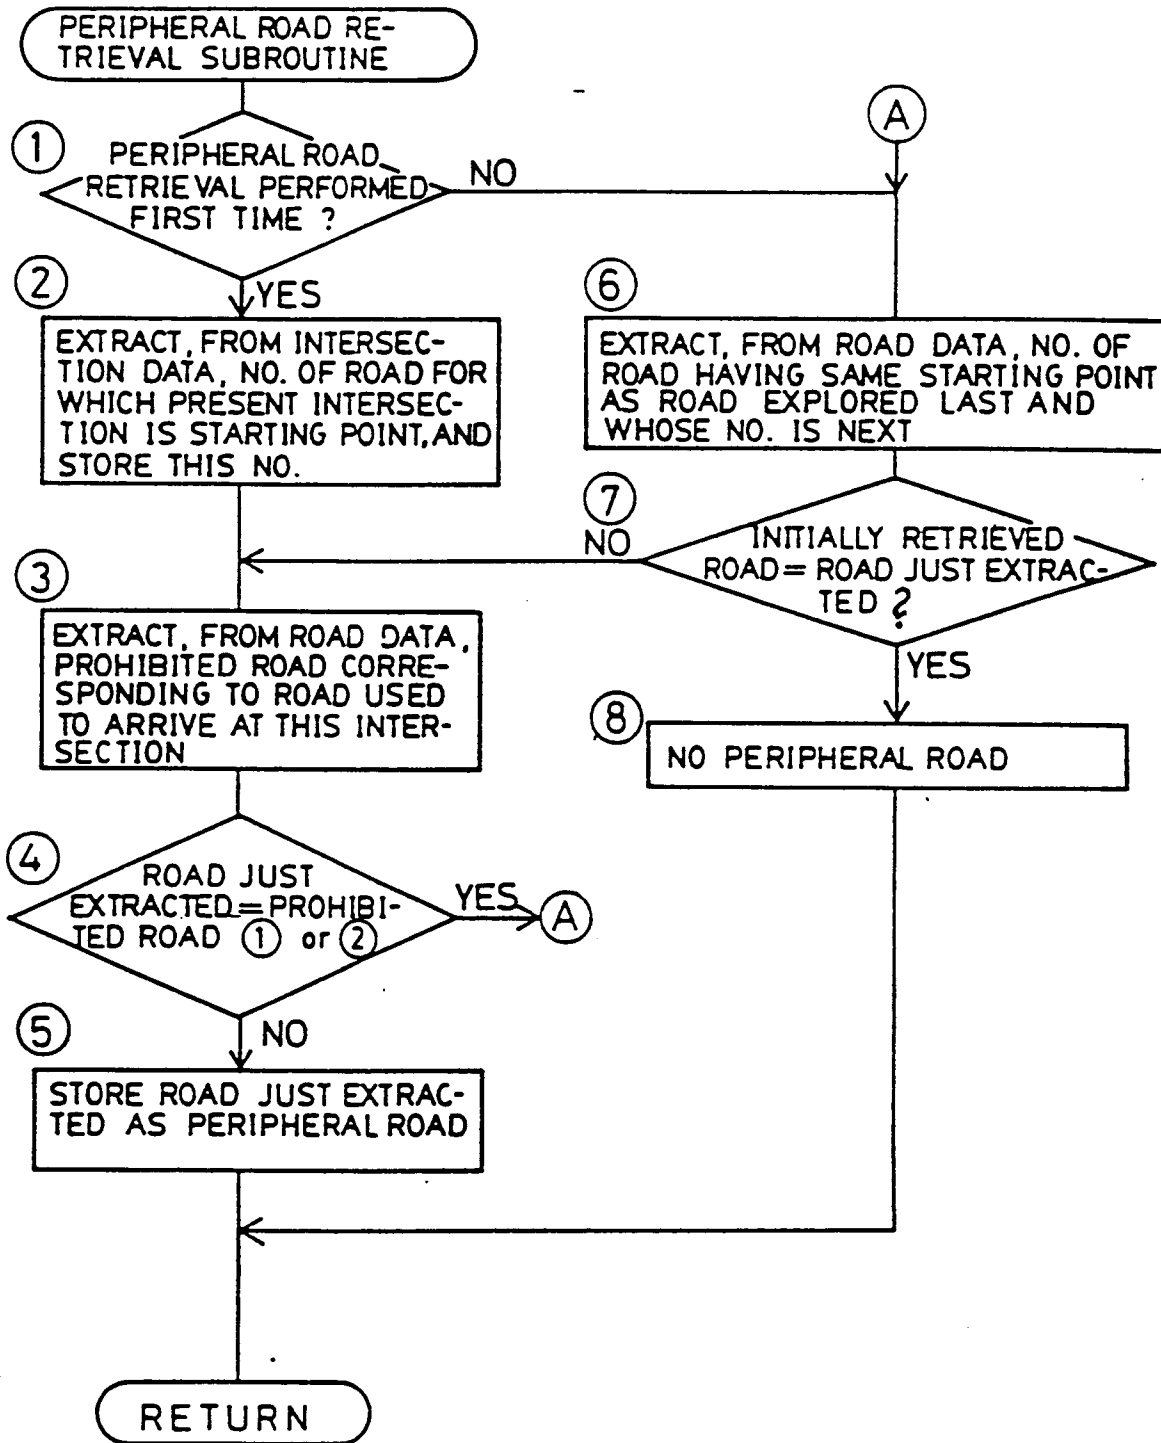 PERIPHERAL ROAD RE-
TRIEVAL SUBROUTINE
①
PERIPHERAL ROAD
RETRIEVAL PERFORMED
FIRST TIME ?
NO
YES
②
EXTRACT, FROM INTERSEC-
TION DATA, NO. OF ROAD FOR
WHICH PRESENT INTERSEC-
TION IS STARTING POINT, AND
STORE THIS NO.
③
EXTRACT, FROM ROAD DATA,
PROHIBITED ROAD CORRE-
SPONDING TO ROAD USED
TO ARRIVE AT THIS INTER-
SECTION
④
ROAD JUST
EXTRACTED=PROHIBI-
TED ROAD ① or ②
YES
Ⓐ
NO
⑤
STORE ROAD JUST EXTRAC-
TED AS PERIPHERAL ROAD
RETURN
Ⓐ
⑥
EXTRACT, FROM ROAD DATA, NO. OF
ROAD HAVING SAME STARTING POINT
AS ROAD EXPLORED LAST AND
WHOSE NO. IS NEXT
⑦
NO
INITIALLY RETRIEVED
ROAD=ROAD JUST EXTRAC-
TED ?
YES
⑧
NO PERIPHERAL ROAD